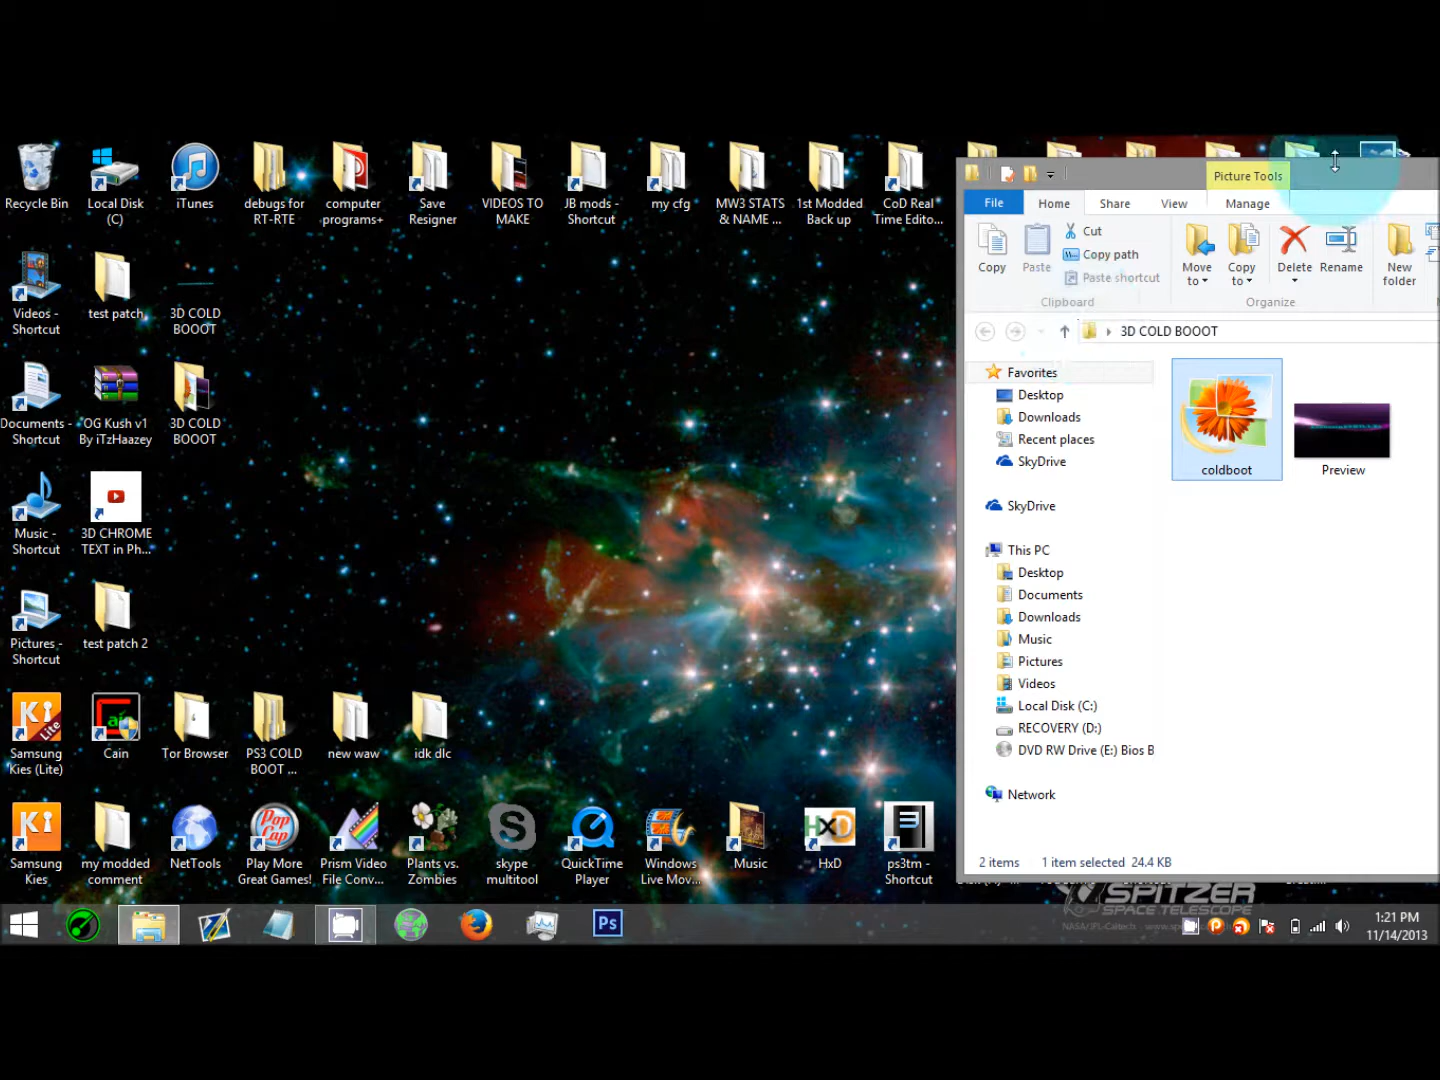 Recycle Bin
Local Disk
(C)
iTunes
debugs for
RT-RTE
computer
programs+
Save
Resigner
VIDEOS TO
MAKE
JB mods -
Shortcut
my cfg
MW3 STATS
& NAME ...
1st Modded
Back up
CoD Real
Time Edito...
Videos -
Shortcut
test patch
3D COLD
BOOOT
Documents -
Shortcut
OG Kush v1
By iTzHaazey
3D COLD
BOOOT
Music -
Shortcut
3D CHROME
TEXT in Ph...
Pictures -
Shortcut
test patch 2
Ki
Lite
Samsung
Kies (Lite)
Cain
Tor Browser
PS3 COLD
BOOT ...
new waw
idk dlc
Ki
Samsung
Kies
my modded
comment
NetTools
Pop
Cap
Play More
Great Games!
Prism Video
File Conv...
Plants vs.
Zombies
skype
multitool
QuickTime
Player
Windows
Live Mov...
Music
HxD
HxD
ps3tm -
Shortcut
Picture Tools
File
Home
Share
View
Manage
Copy
Paste
Cut
Copy path
Paste shortcut
Clipboard
Move
to
Copy
to
Delete
Rename
Organize
New
folder
3D COLD BOOOT
Favorites
Desktop
Downloads
Recent places
SkyDrive
SkyDrive
This PC
Desktop
Documents
Downloads
Music
Pictures
Videos
Local Disk (C:)
RECOVERY (D:)
DVD RW Drive (E:) Bios B
Network
coldboot
Preview
2 items
1 item selected 24.4 KB
SPITZER
SPACE TELESCOPE
NASA/JPL-Caltech
Ps
1:21 PM
11/14/2013